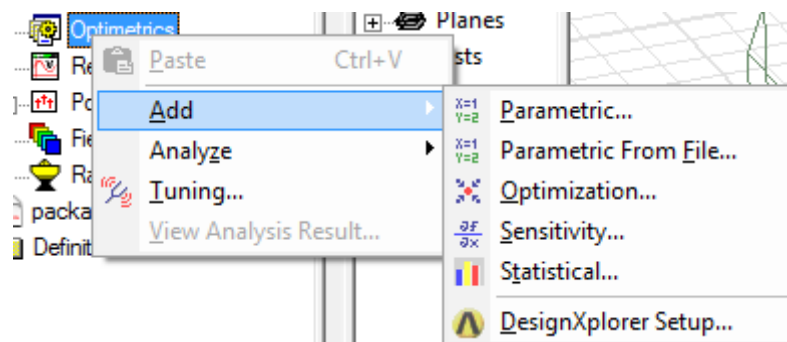 Optimetrics
Planes
Paste Ctrl+V
Add
Analyze
Tuning...
View Analysis Result...
Parametric...
Parametric From File...
Optimization...
Sensitivity...
Statistical...
DesignXplorer Setup...